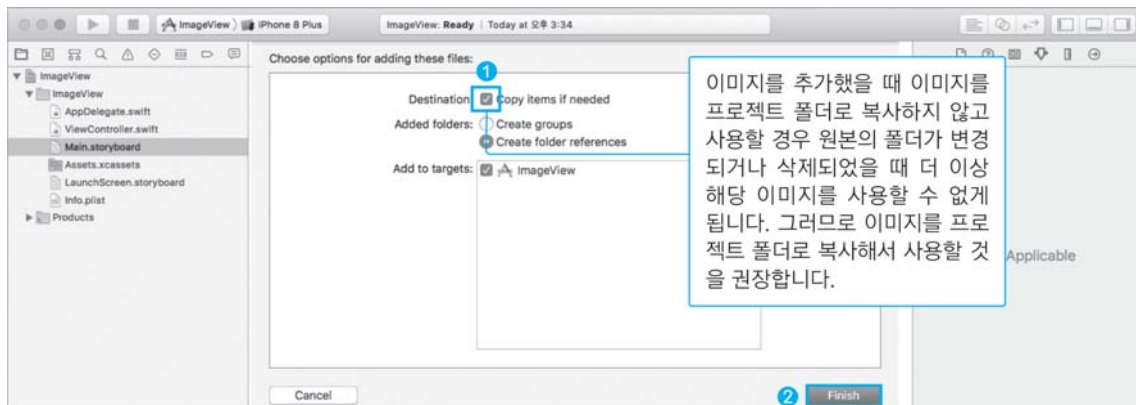 ImageView
iPhone 8 Plus
ImageView: Ready
Today at 오후 3:34
ImageView
ImageView
AppDelegate.swift
ViewController.swift
Main.storyboard
Assets.xcassets
LaunchScreen.storyboard
Info.plist
Products
Choose options for adding these files:
1
Destination:
Copy items if needed
Added folders:
Create groups
Create folder references
Add to targets:
ImageView
이미지를 추가했을 때 이미지를
프로젝트 폴더로 복사하지 않고
사용할 경우 원본의 폴더가 변경
되거나 삭제되었을 때 더 이상
해당 이미지를 사용할 수 없게
됩니다. 그러므로 이미지를 프로
젝트 폴더로 복사해서 사용할 것
을 권장합니다.
Applicable
Cancel
2
Finish